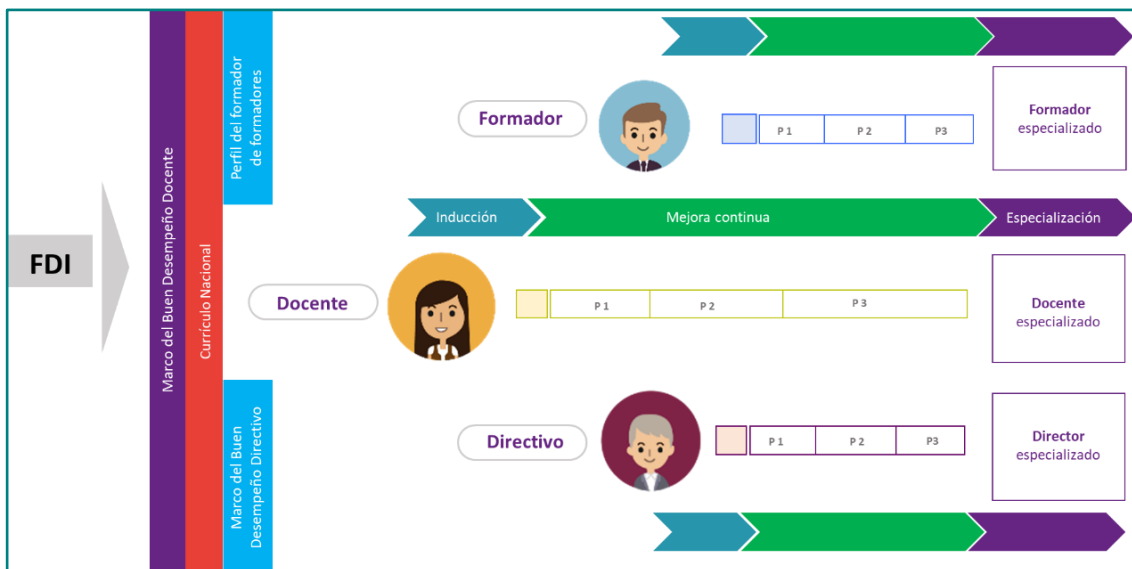 FDI
Marco del Buen Desempeño Docente
Currículo Nacional
Perfil del formador
de formadores
Marco del Buen
Desempeño Directivo
Formador
P 1
P 2
P3
Formador
especializado
Inducción
Mejora continua
Especialización
Docente
P 1
P 2
P 3
Docente
especializado
Directivo
P 1
P 2
P3
Director
especializado